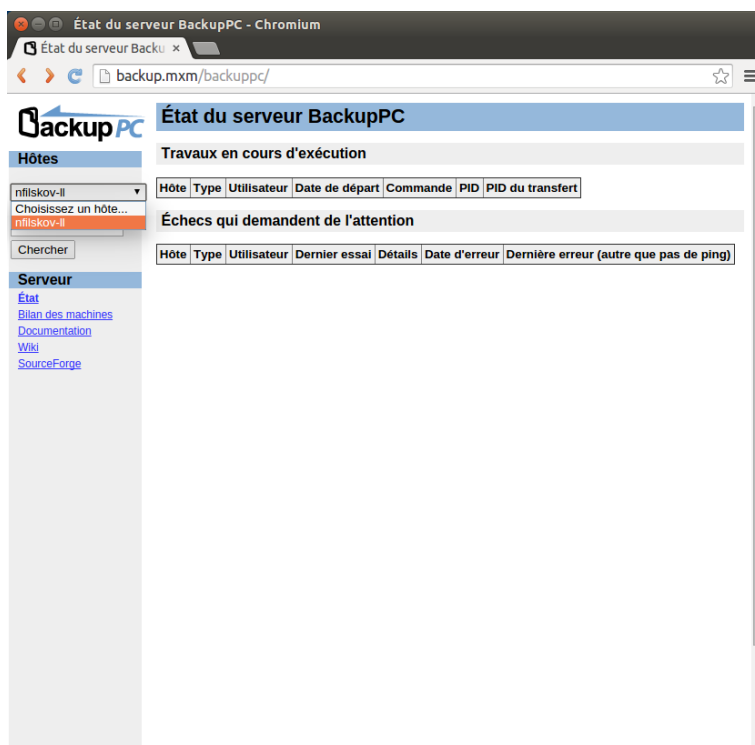 État du serveur BackupPC - Chromium
État du serveur Backu
backup.mxm/backuppc/
BackupPC
Hôtes
nfilskov-ll
Choisissez un hôte...
nfilskov-ll
Chercher
Serveur
État
Bilan des machines
Documentation
Wiki
SourceForge
État du serveur BackupPC
Travaux en cours d'exécution
Hôte Type Utilisateur Date de départ Commande PID PID du transfert
Échecs qui demandent de l'attention
Hôte Type Utilisateur Dernier essai Détails Date d'erreur Dernière erreur (autre que pas de ping)